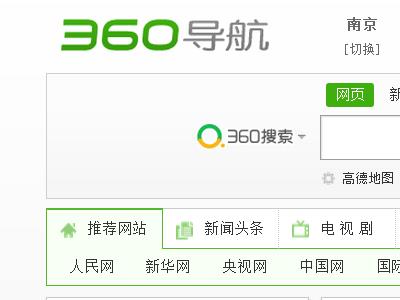 360导航
南京
[切换]
网页 新
360搜索
高德地图
推荐网站 新闻头条 电视剧
人民网 新华网 央视网 中国网 国际